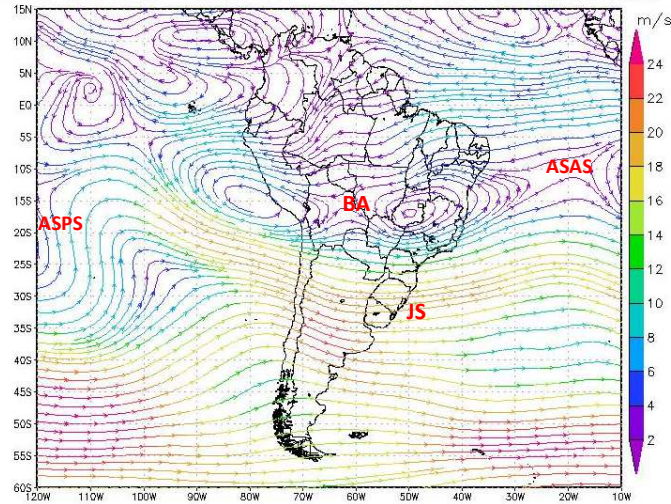 15N
m/s
10N
24
5N
22
EQ
20
5S
18
10S
ASAS
16
15S
BA
14
ASPS
20S
12
25S
10
30S
JS
8
35S
6
40S
4
45S
2
50S
55S
60S
120W 110W 100W 90W 80W 70W 60W 50W 40W 30W 20W 10W